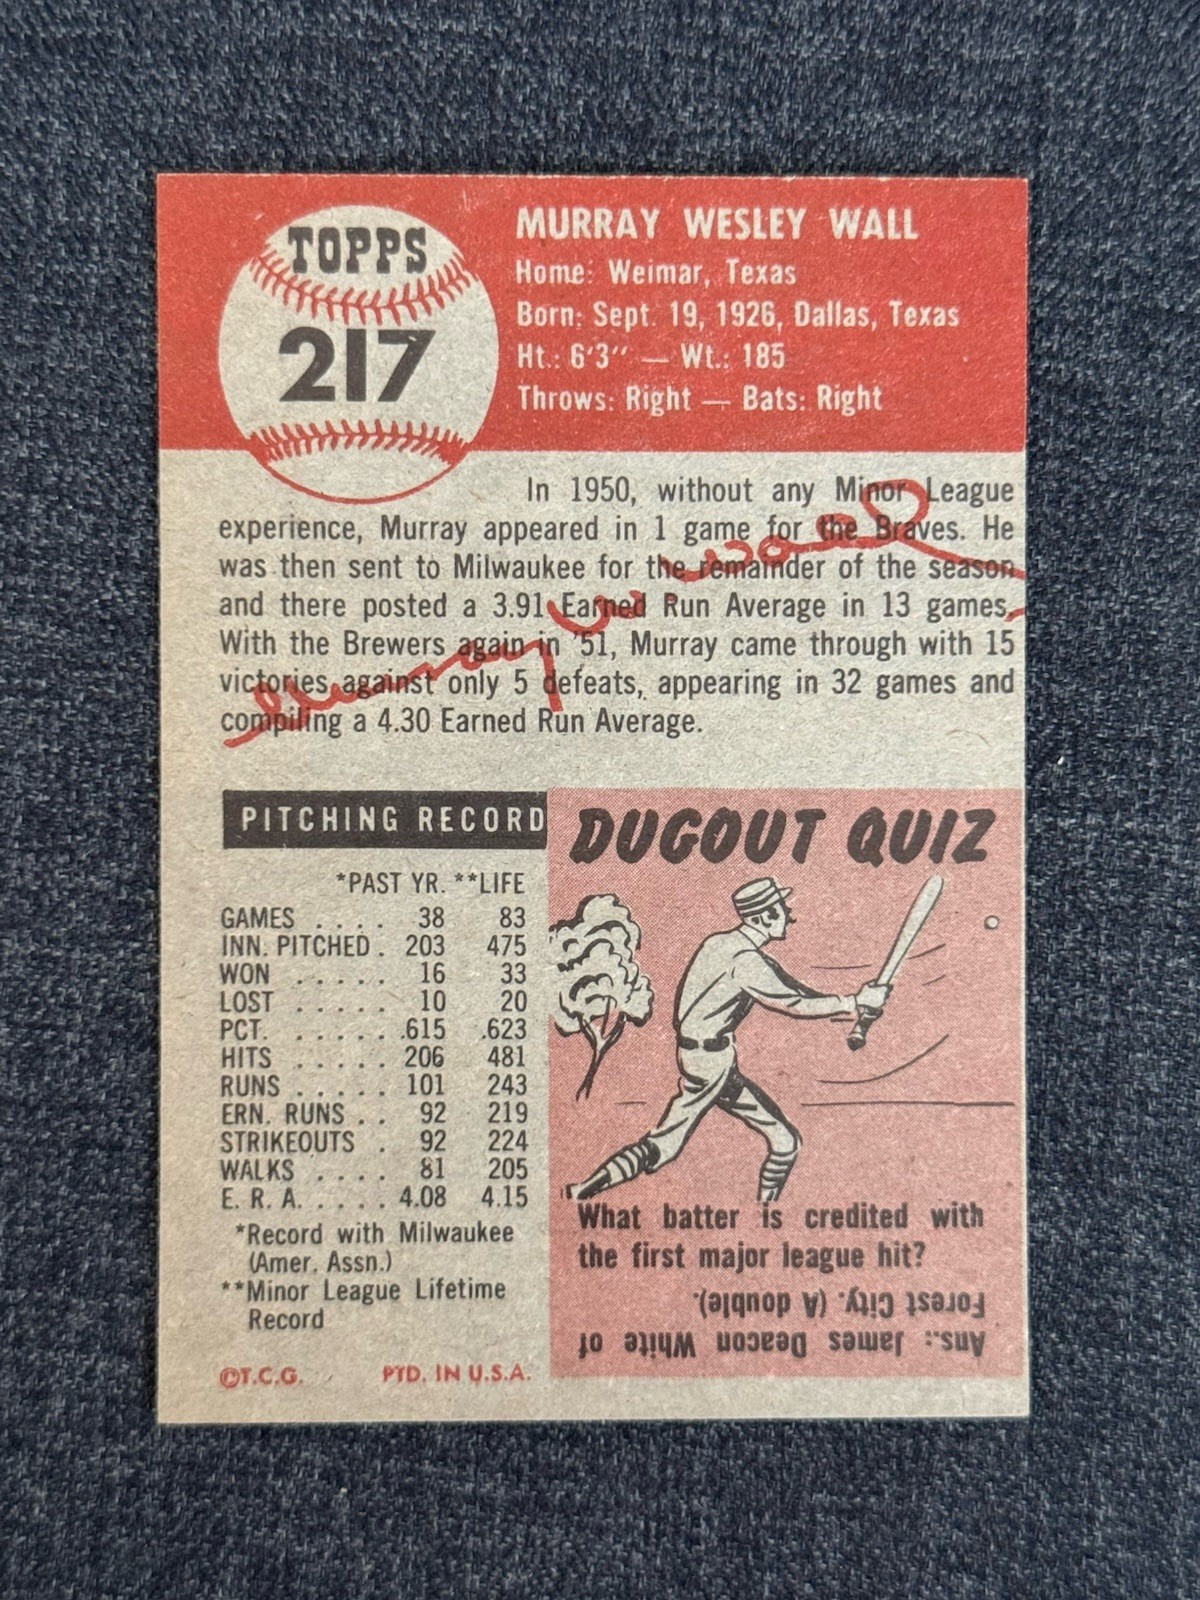 TOPPS
217
MURRAY WESLEY WALL
Home: Weimar, Texas
Born: Sept. 19, 1926, Dallas, Texas
Ht.: 6'3" — Wt.: 185
Throws: Right — Bats: Right
In 1950, without any Minor League
experience, Murray appeared in 1 game for the Braves. He
was then sent to Milwaukee for the remainder of the season
and there posted a 3.91 Earned Run Average in 13 games.
With the Brewers again in '51, Murray came through with 15
victories against only 5 defeats, appearing in 32 games and
compiling a 4.30 Earned Run Average.
Murray W. Wall
PITCHING RECORD
*PAST YR. **LIFE
GAMES . . . . 38 83
INN. PITCHED . 203 475
WON . . . . . 16 33
LOST . . . . . 10 20
PCT. . . . . . .615 .623
HITS . . . . . 206 481
RUNS . . . . . 101 243
ERN. RUNS . . 92 219
STRIKEOUTS . 92 224
WALKS . . . . 81 205
E. R. A. . . . . 4.08 4.15
*Record with Milwaukee
(Amer. Assn.)
**Minor League Lifetime
Record
©T.C.G. PTD. IN U.S.A.
DUGOUT QUIZ
What batter is credited with
the first major league hit?
Ans.: James Deacon White of
Forest City. (A double).